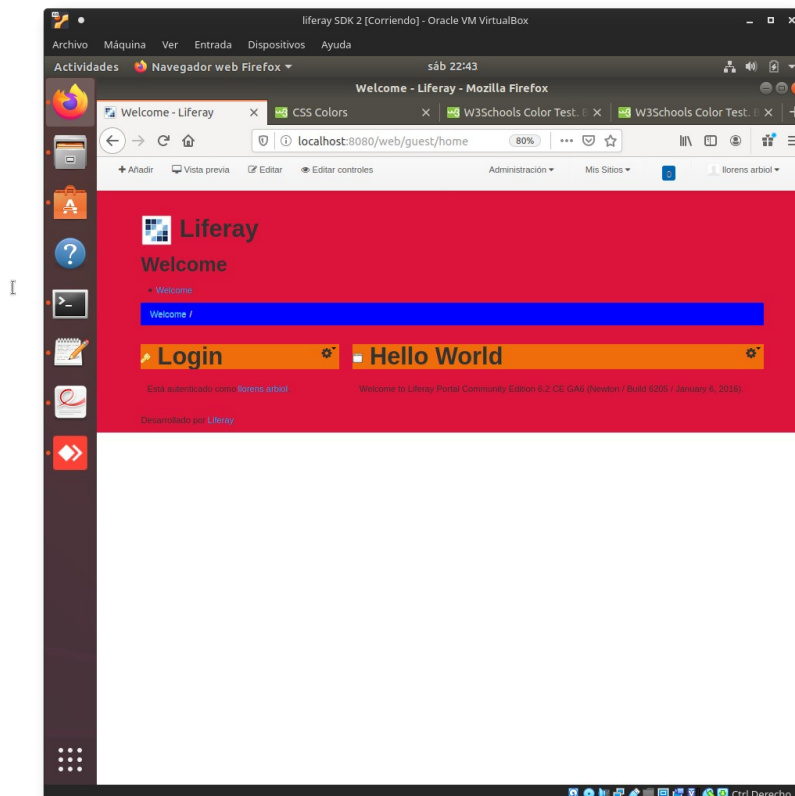 liferay SDK 2 [Corriendo] - Oracle VM VirtualBox
Archivo Máquina Ver Entrada Dispositivos Ayuda
Actividades Navegador web Firefox sáb 22:43
Welcome - Liferay - Mozilla Firefox
Welcome - Liferay CSS Colors W3Schools Color Test. E W3Schools Color Test. E
localhost:8080/web/guest/home 80%
Añadir Vista previa Editar Editar controles Administración Mis Sitios 0 llorens arbiol
Liferay
Welcome
Welcome
Welcome /
Login Hello World
Está autenticado como llorens arbiol. Welcome to Liferay Portal Community Edition 6.2 CE GA6 (Newton / Build 6205 / January 6, 2016).
Desarrollado por Liferay
Ctrl Derecho